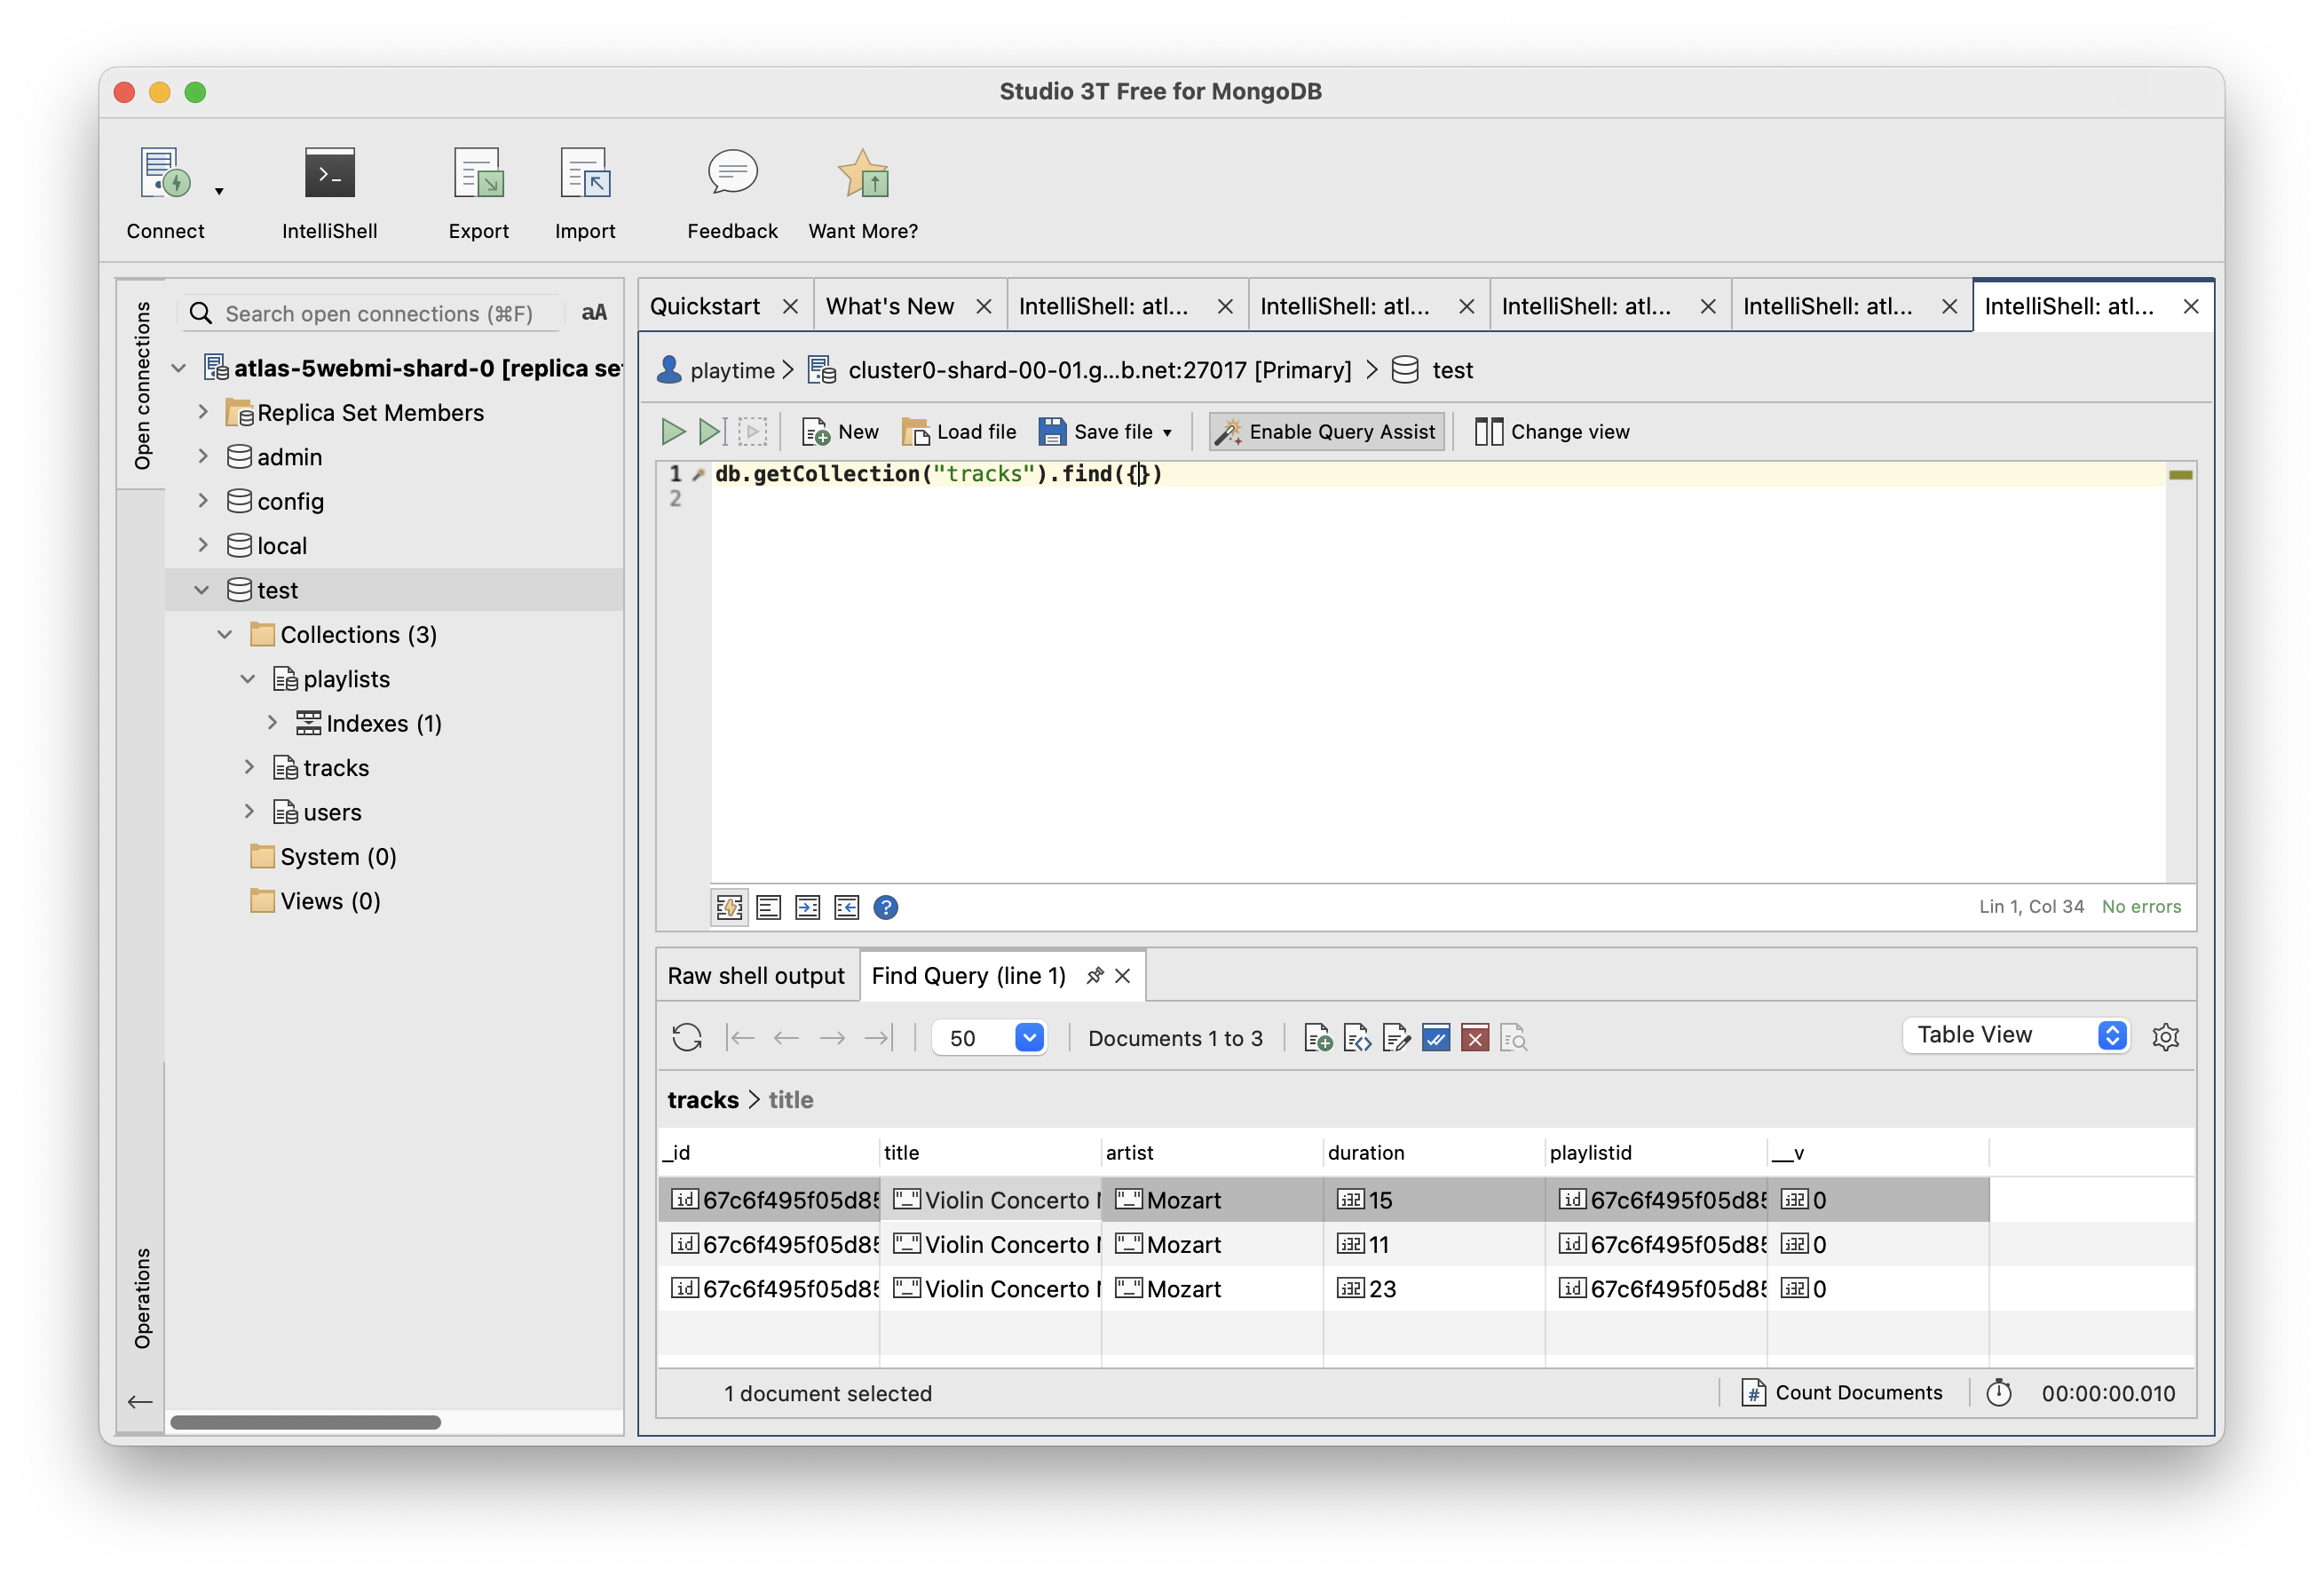 Studio 3T Free for MongoDB
Connect
IntelliShell
Export
Import
Feedback
Want More?
Open connections
Search open connections (⌘F)
aA
atlas-5webmi-shard-0 [replica se
Replica Set Members
admin
config
local
test
Collections (3)
playlists
Indexes (1)
tracks
users
System (0)
Views (0)
Operations
Quickstart
What's New
IntelliShell: atl...
IntelliShell: atl...
IntelliShell: atl...
IntelliShell: atl...
IntelliShell: atl...
playtime > cluster0-shard-00-01.g...b.net:27017 [Primary] > test
New
Load file
Save file
Enable Query Assist
Change view
1 db.getCollection("tracks").find({})
2
Lin 1, Col 34 No errors
Raw shell output
Find Query (line 1)
50
Documents 1 to 3
Table View
tracks > title
_id title artist duration playlistid __v
67c6f495f05d85 Violin Concerto Mozart 15 67c6f495f05d85 0
67c6f495f05d85 Violin Concerto Mozart 11 67c6f495f05d85 0
67c6f495f05d85 Violin Concerto Mozart 23 67c6f495f05d85 0
1 document selected
Count Documents
00:00:00.010